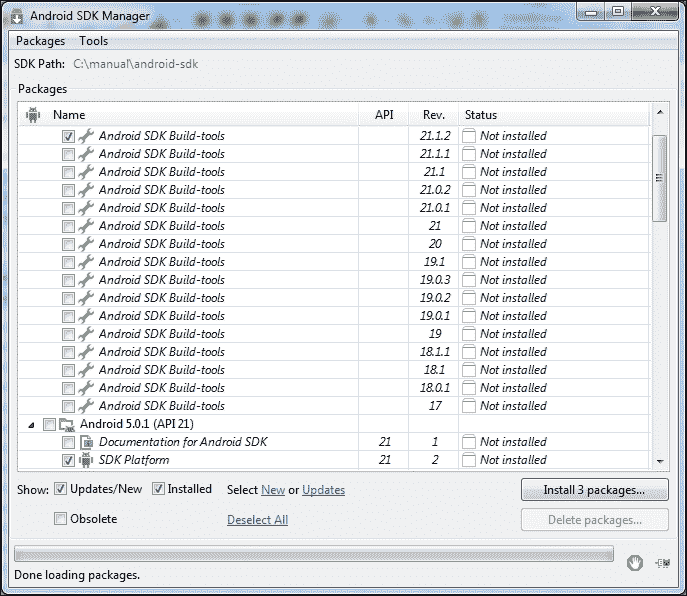 Android SDK Manager
Packages Tools
SDK Path: C:\manual\android-sdk
Packages
Name API Rev. Status
Android SDK Build-tools 21.1.2 Not installed
Android SDK Build-tools 21.1.1 Not installed
Android SDK Build-tools 21.1 Not installed
Android SDK Build-tools 21.0.2 Not installed
Android SDK Build-tools 21.0.1 Not installed
Android SDK Build-tools 21 Not installed
Android SDK Build-tools 20 Not installed
Android SDK Build-tools 19.1 Not installed
Android SDK Build-tools 19.0.3 Not installed
Android SDK Build-tools 19.0.2 Not installed
Android SDK Build-tools 19.0.1 Not installed
Android SDK Build-tools 19 Not installed
Android SDK Build-tools 18.1.1 Not installed
Android SDK Build-tools 18.1 Not installed
Android SDK Build-tools 18.0.1 Not installed
Android SDK Build-tools 17 Not installed
Android 5.0.1 (API 21)
Documentation for Android SDK 21 1 Not installed
SDK Platform 21 2 Not installed
Show: Updates/New Installed Select New or Updates Install 3 packages...
Obsolete Deselect All Delete packages...
Done loading packages.